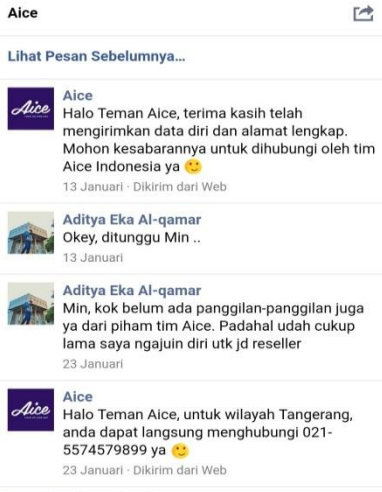 Aice
Lihat Pesan Sebelumnya...
Aice
Aice
Halo Teman Aice, terima kasih telah
mengirimkan data diri dan alamat lengkap.
Mohon kesabarannya untuk dihubungi oleh tim
Aice Indonesia ya 🙂
13 Januari · Dikirim dari Web
Aditya Eka Al-qamar
Okey, ditunggu Min ..
13 Januari
Aditya Eka Al-qamar
Min, kok belum ada panggilan-panggilan juga
ya dari piham tim Aice. Padahal udah cukup
lama saya ngajuin diri utk jd reseller
23 Januari
Aice
Aice
Halo Teman Aice, untuk wilayah Tangerang,
anda dapat langsung menghubungi 021-
5574579899 ya 🙂
23 Januari · Dikirim dari Web